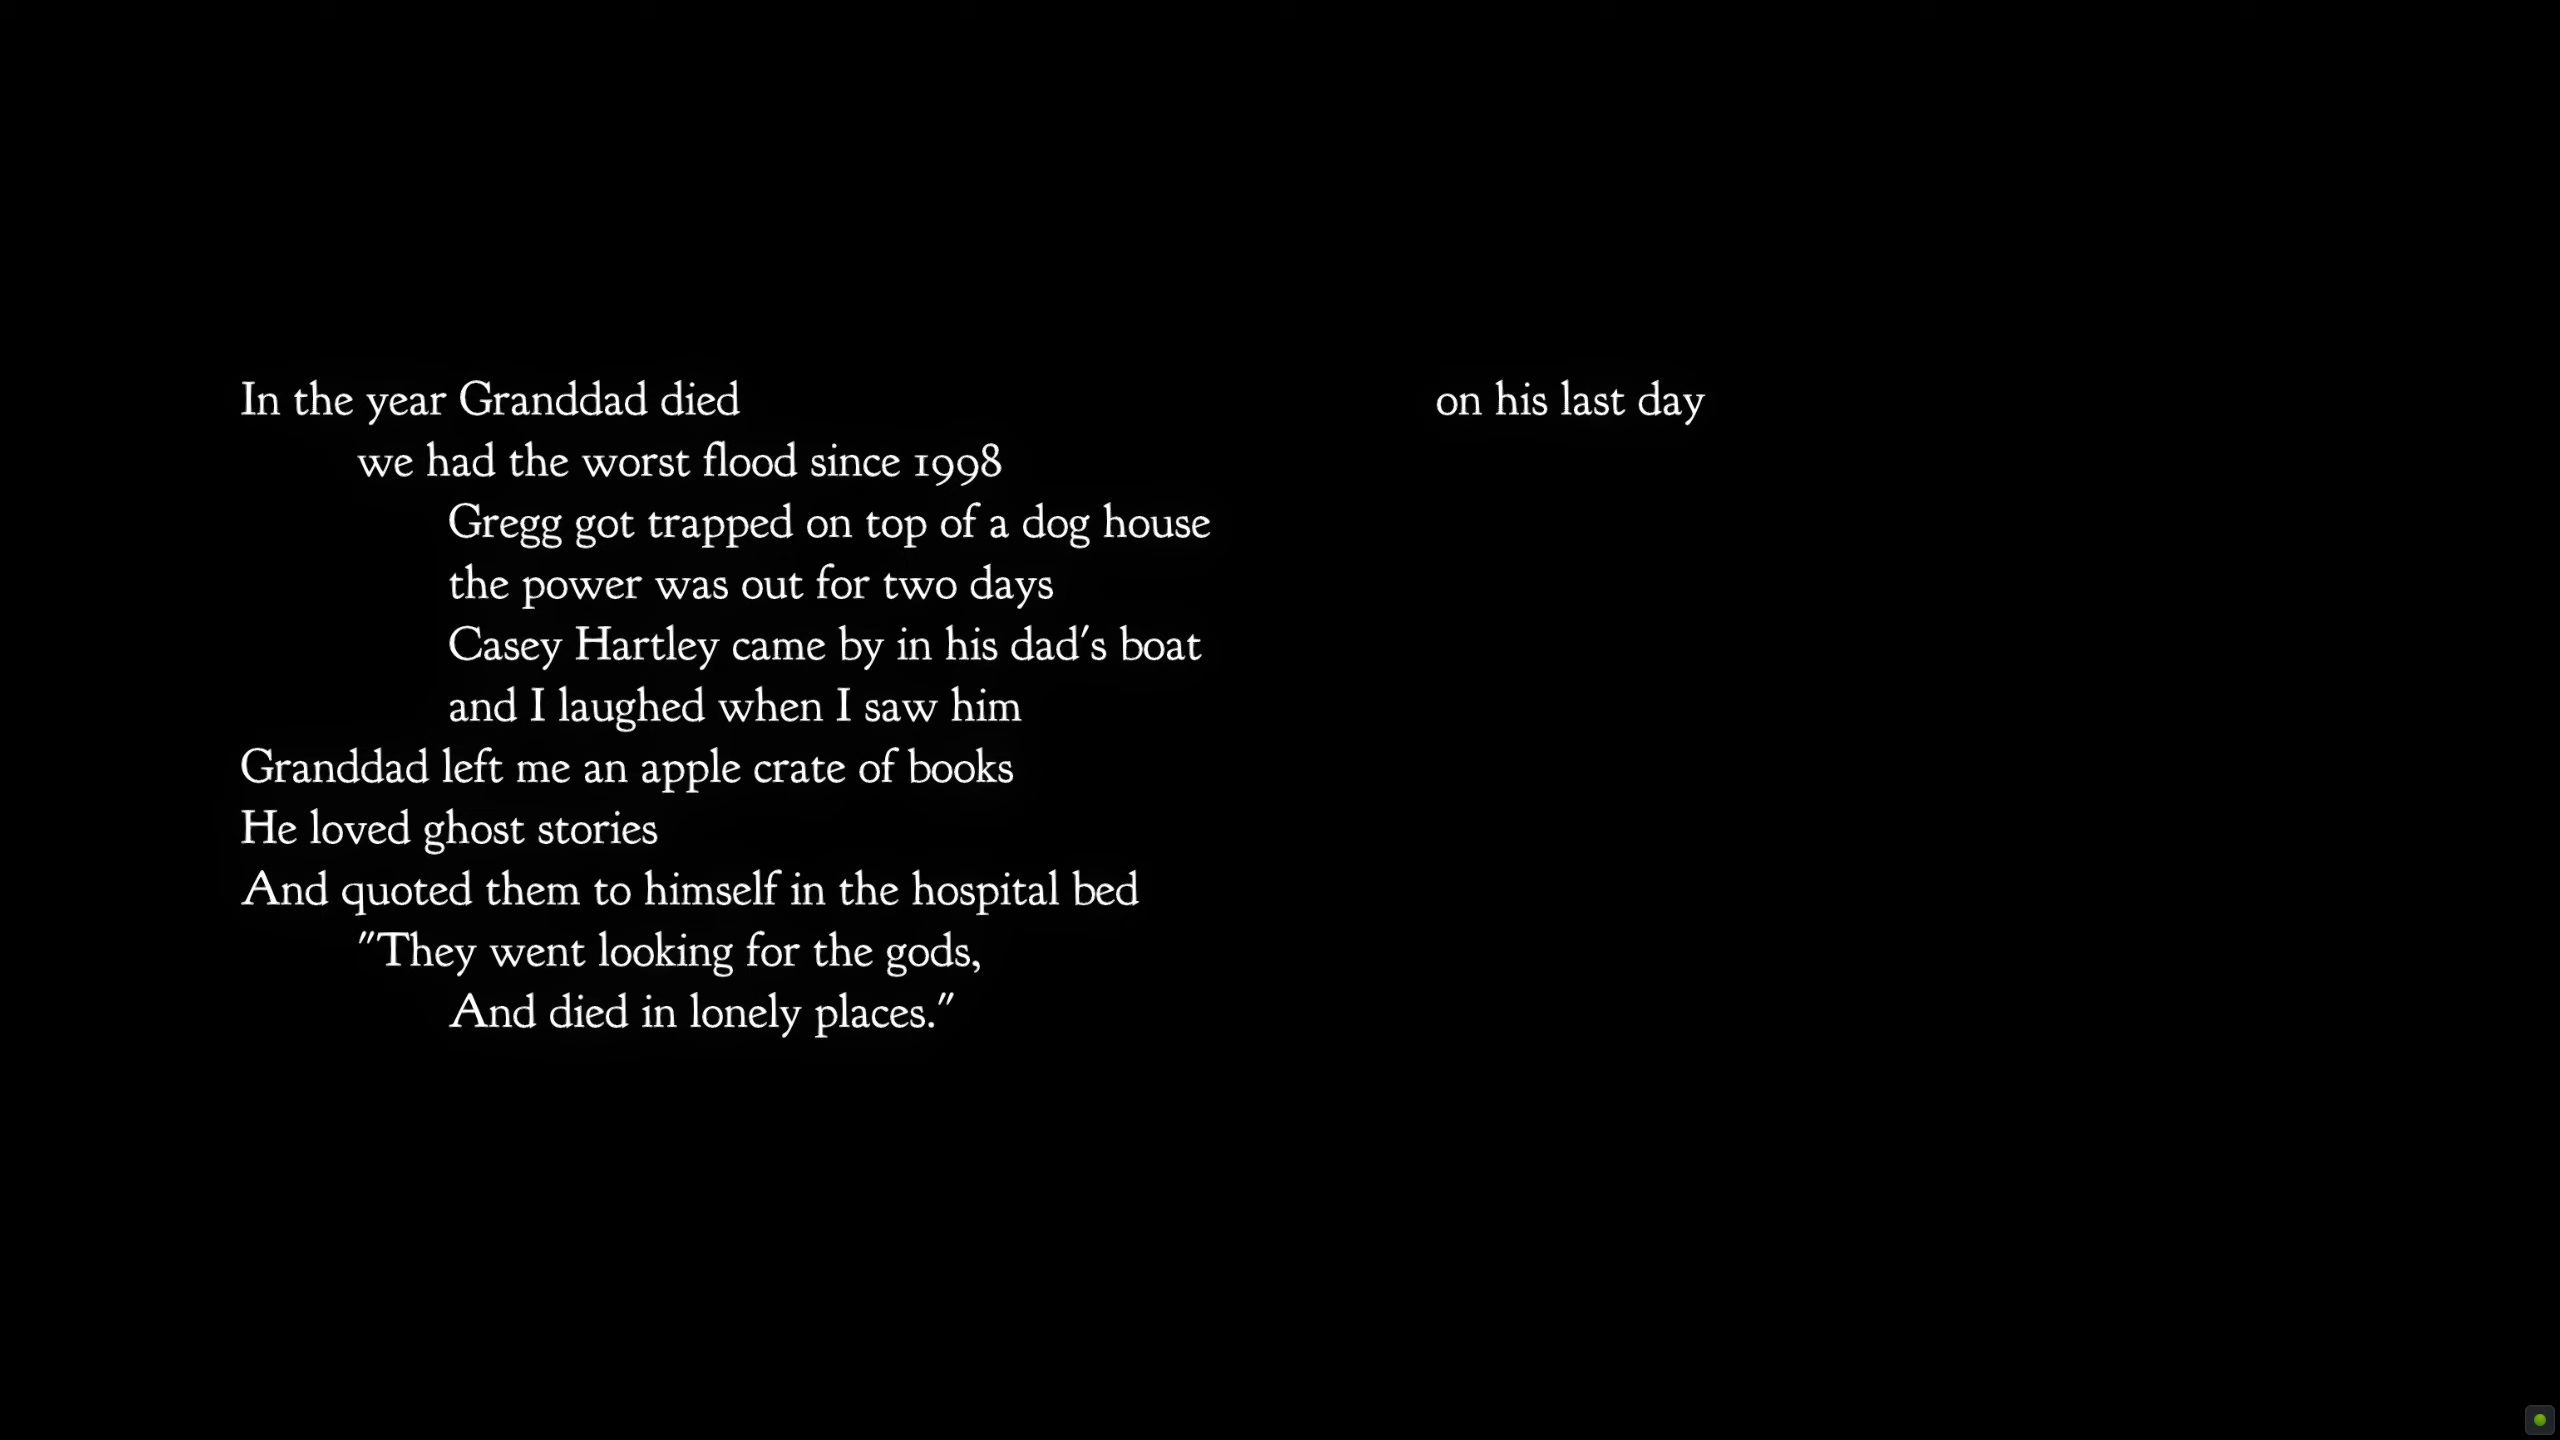 In the year Granddad died
we had the worst flood since 1998
Gregg got trapped on top of a dog house
the power was out for two days
Casey Hartley came by in his dad's boat
and I laughed when I saw him
Granddad left me an apple crate of books
He loved ghost stories
And quoted them to himself in the hospital bed
"They went looking for the gods,
And died in lonely places."
on his last day